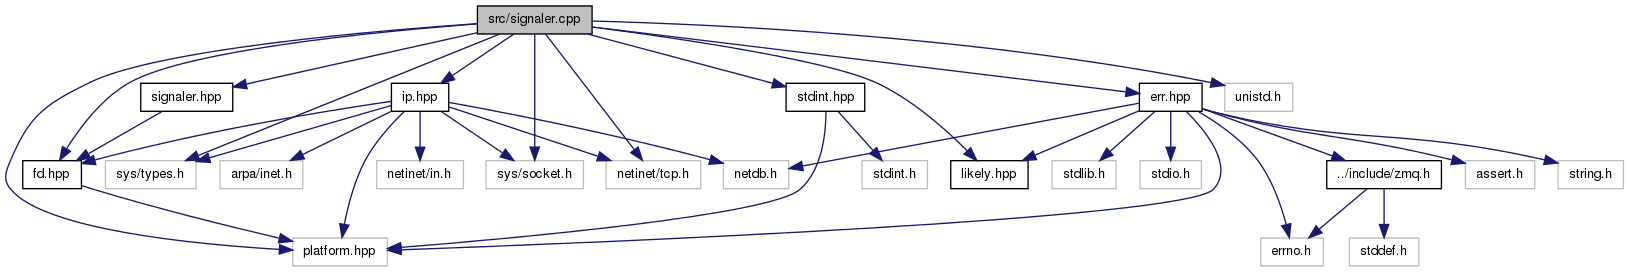 src/signaler.cpp
signaler.hpp
ip.hpp
stdint.hpp
err.hpp
unistd.h
fd.hpp
sys/types.h
arpa/inet.h
netinet/in.h
sys/socket.h
netinet/tcp.h
netdb.h
stdint.h
likely.hpp
stdlib.h
stdio.h
../include/zmq.h
assert.h
string.h
platform.hpp
errno.h
stddef.h